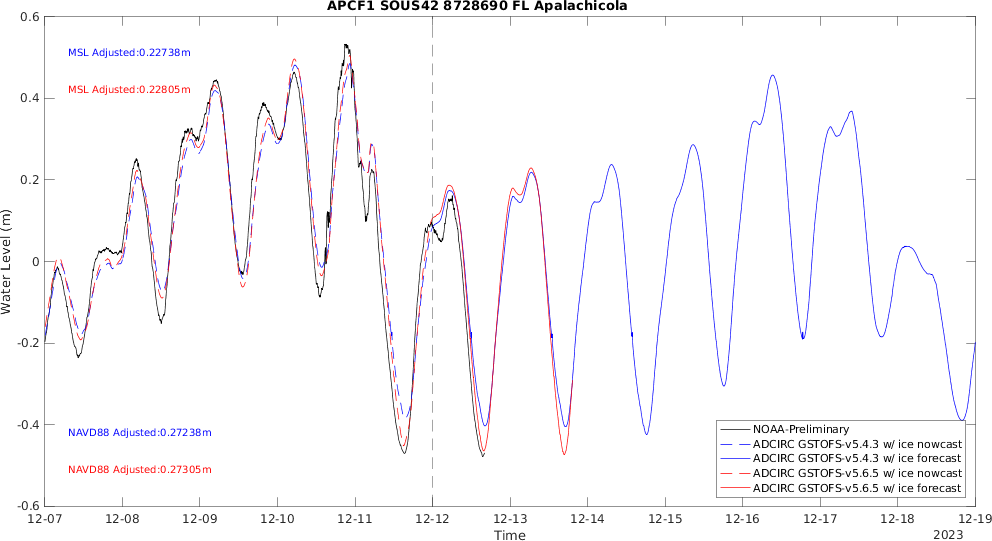 APCF1 SOUS42 8728690 FL Apalachicola
0.6
0.4
0.2
0
-0.2
-0.4
-0.6
Water Level (m)
MSL Adjusted:0.22738m
MSL Adjusted:0.22805m
NAVD88 Adjusted:0.27238m
NAVD88 Adjusted:0.27305m
NOAA-Preliminary
ADCIRC GSTOFS-v5.4.3 w/ ice nowcast
ADCIRC GSTOFS-v5.4.3 w/ ice forecast
ADCIRC GSTOFS-v5.6.5 w/ ice nowcast
ADCIRC GSTOFS-v5.6.5 w/ ice forecast
12-07 12-08 12-09 12-10 12-11 12-12 12-13 12-14 12-15 12-16 12-17 12-18 12-19
Time
2023